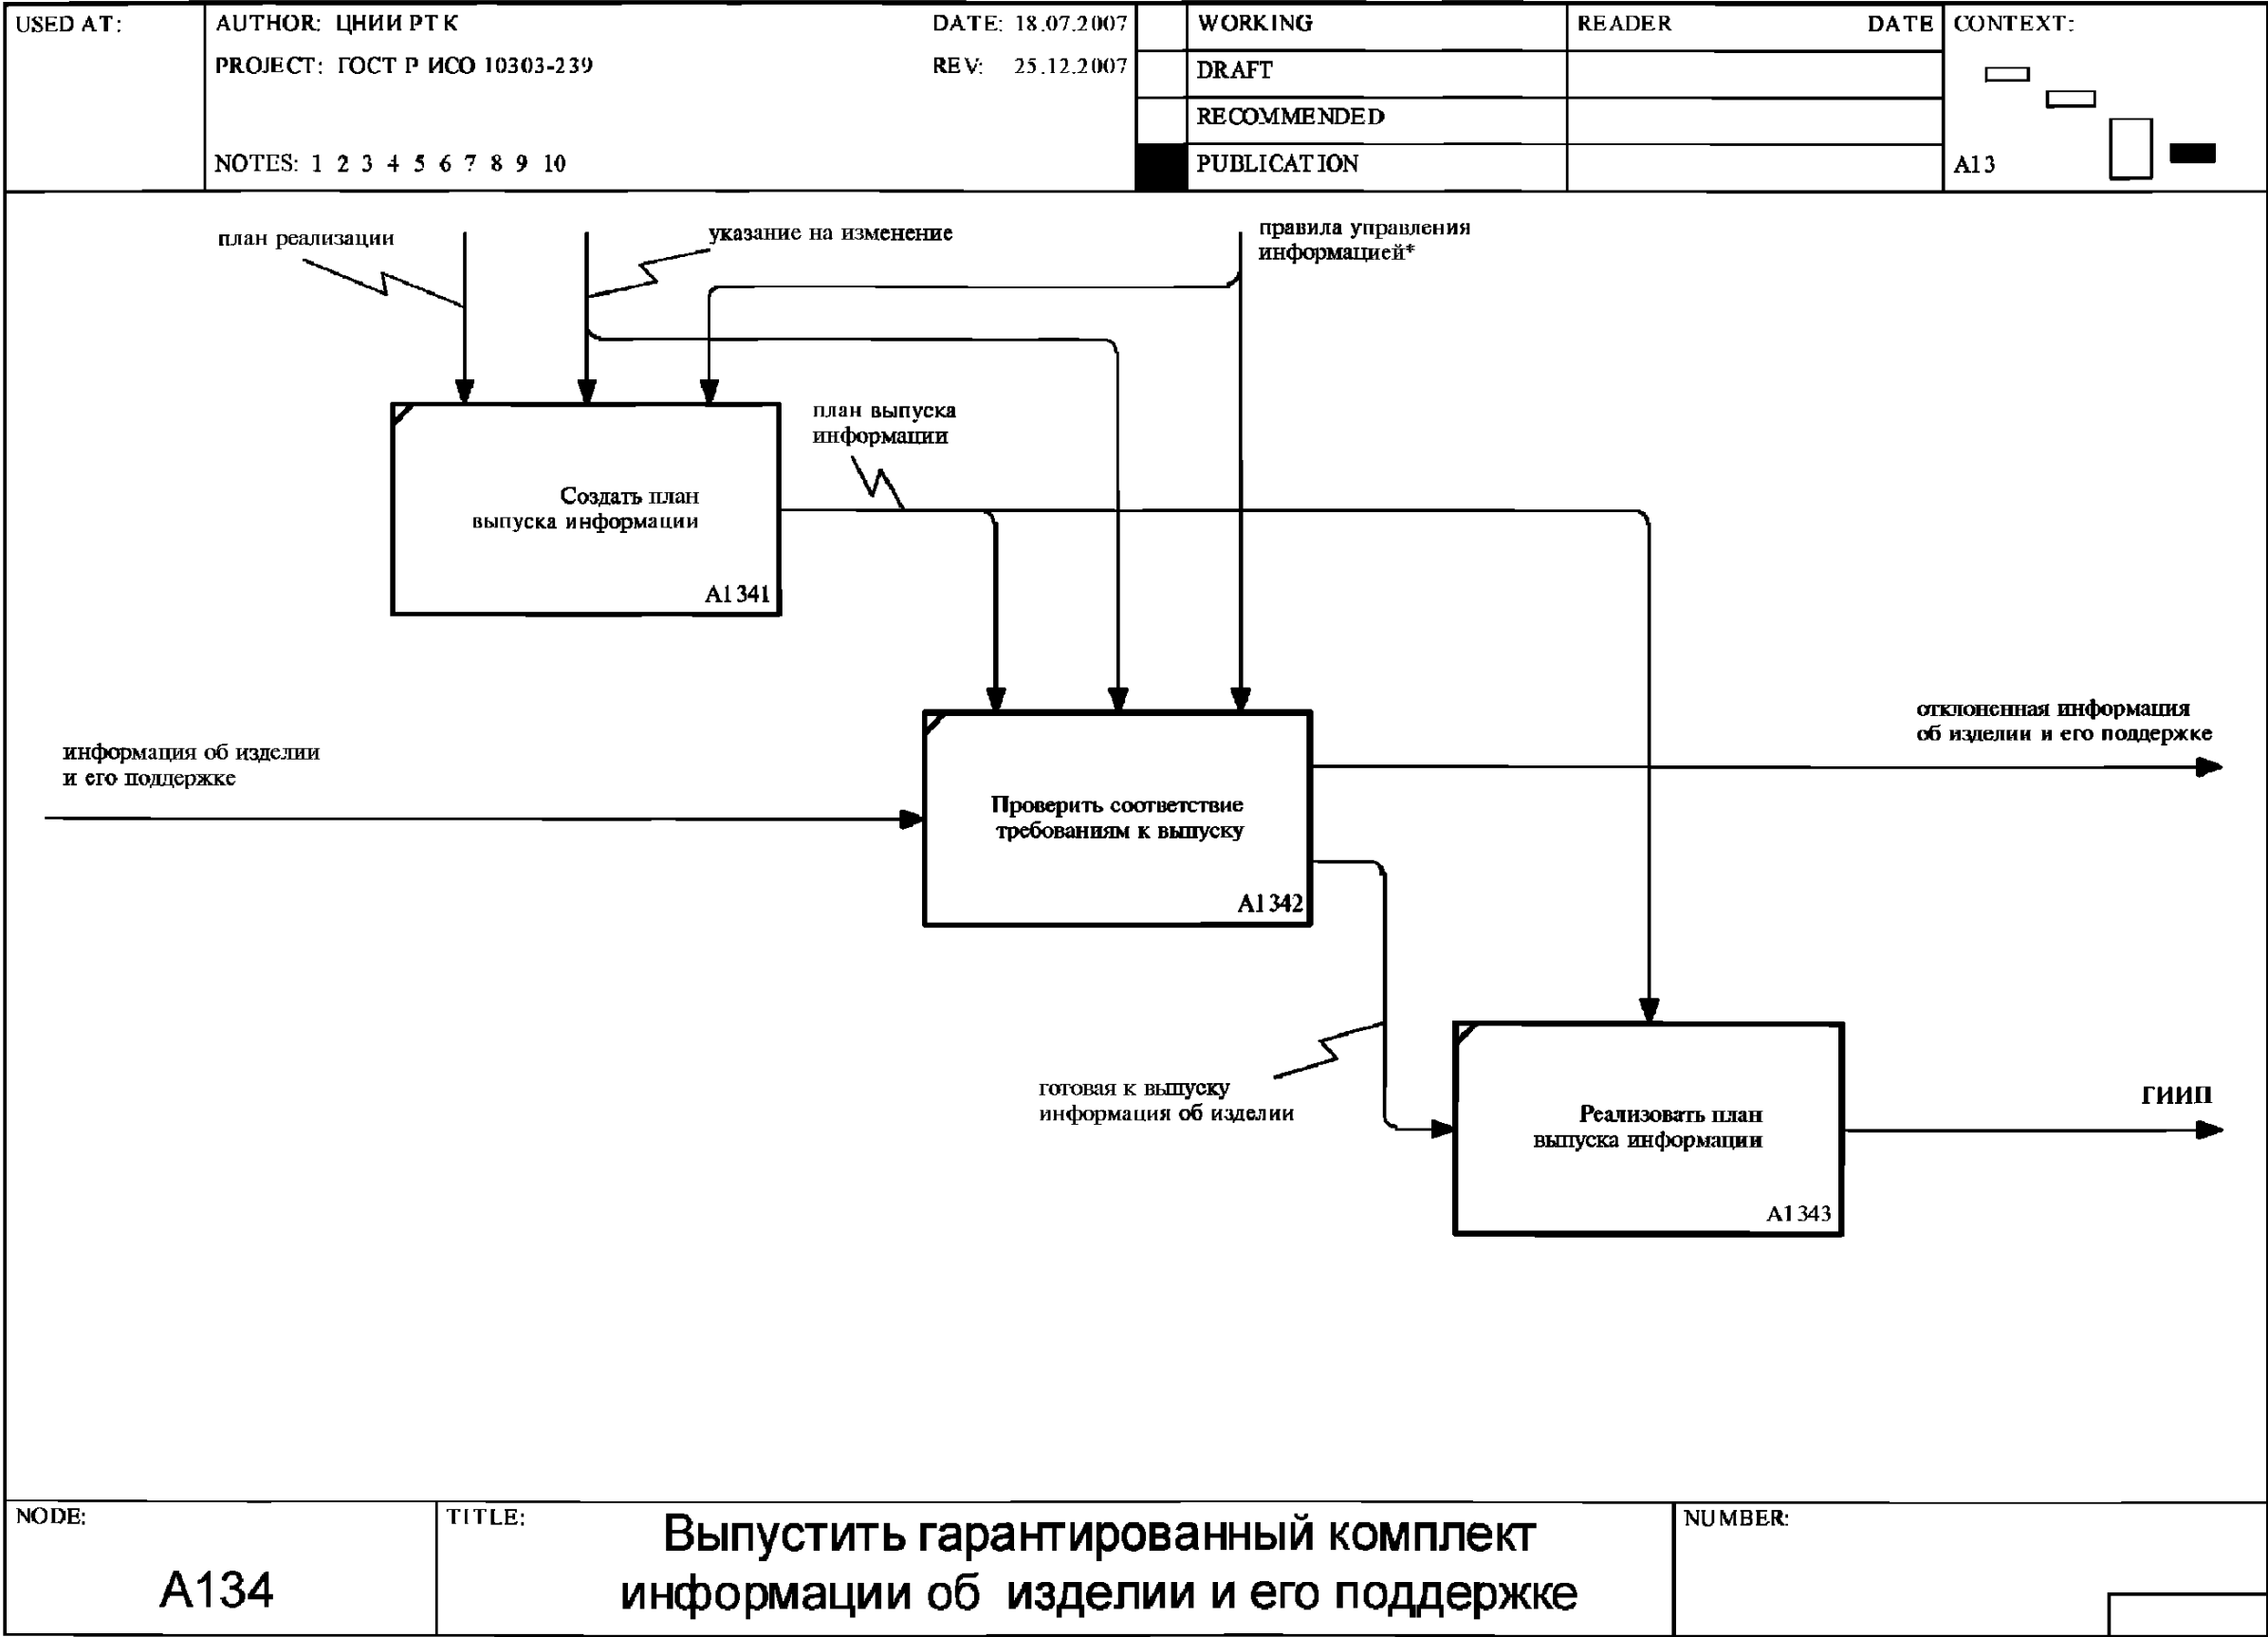 USED AT:
AUTHOR: ЦНИИ РТК
DATE: 18.07.2007
PROJECT: ГОСТ Р ИСО 10303-239
REV: 25.12.2007
NOTES: 1 2 3 4 5 6 7 8 9 10
WORKING
DRAFT
RECOMMENDED
PUBLICATION
READER DATE
CONTEXT:
A13
план реализации
указание на изменение
правила управления
информацией*
план выпуска
информации
Создать план
выпуска информации
A1341
информация об изделии
и его поддержке
Проверить соответствие
требованиям к выпуску
A1342
отклоненная информация
об изделии и его поддержке
готовая к выпуску
информация об изделии
Реализовать план
выпуска информации
A1343
ГИИП
NODE:
A134
TITLE:
Выпустить гарантированный комплект
информации об изделии и его поддержке
NUMBER: